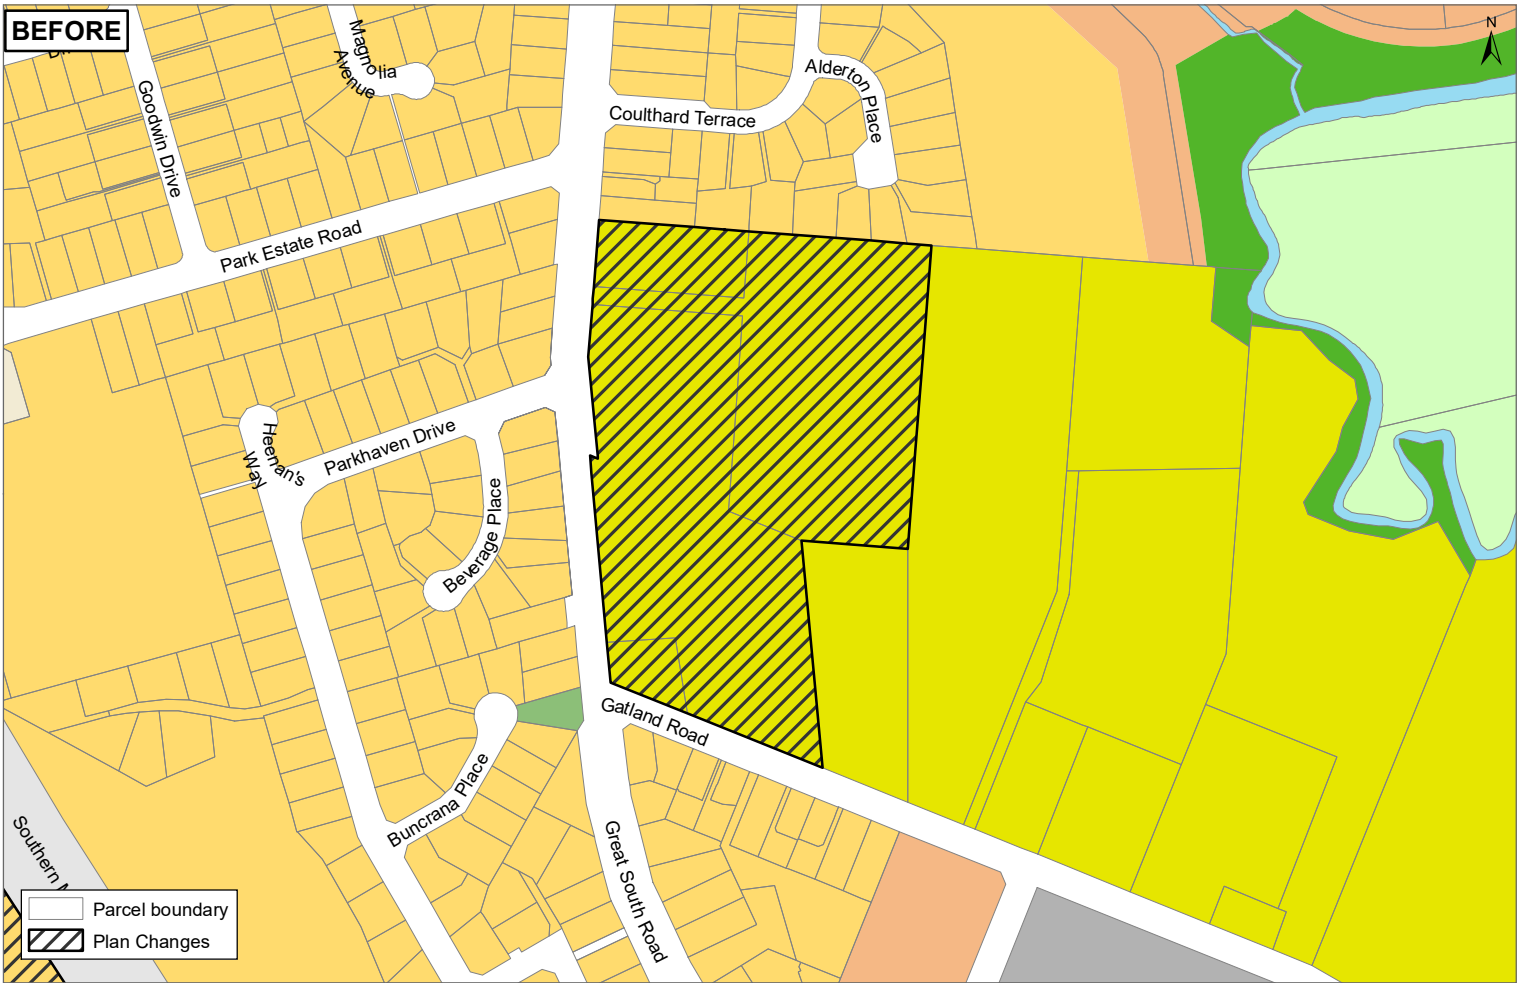 BEFORE
N
Magnolia
Avenue
Goodwin Drive
Alderton Place
Coulthard Terrace
Park Estate Road
Heenan's
Way
Parkhaven Drive
Beverage Place
Gatland Road
Buncrana Place
Great South Road
Southern M
Parcel boundary
Plan Changes